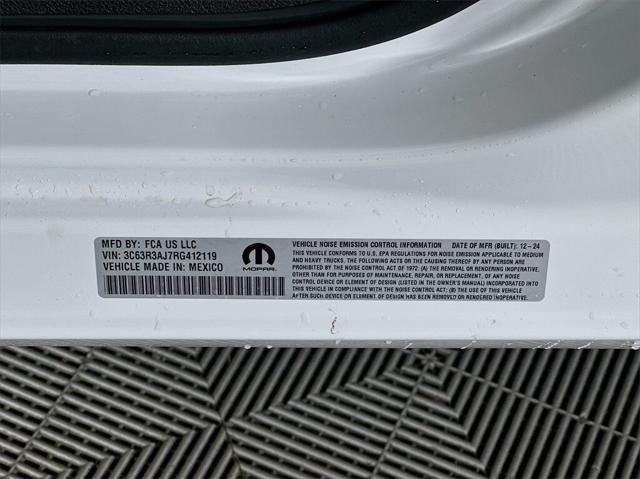 MFD BY: FCA US LLC
VIN: 3C63R3AJ7RG412119
VEHICLE MADE IN: MEXICO
MOPAR
VEHICLE NOISE EMISSION CONTROL INFORMATION DATE OF MFR (BUILT): 12-24
THIS VEHICLE CONFORMS TO U.S. EPA REGULATIONS FOR NOISE EMISSION APPLICABLE TO MEDIUM
AND HEAVY TRUCKS. THE FOLLOWING ACTS OR THE CAUSING THEREOF BY ANY PERSON ARE
PROHIBITED BY THE NOISE CONTROL ACT OF 1972: (A) THE REMOVAL OR RENDERING INOPERATIVE,
OTHER THAN FOR PURPOSES OF MAINTENANCE, REPAIR, OR REPLACEMENT, OF ANY NOISE
CONTROL DEVICE OR ELEMENT OF DESIGN (LISTED IN THE OWNER'S MANUAL) INCORPORATED INTO
THIS VEHICLE IN COMPLIANCE WITH THE NOISE CONTROL ACT; (B) THE USE OF THIS VEHICLE
AFTER SUCH DEVICE OR ELEMENT OF DESIGN HAS BEEN REMOVED OR RENDERED INOPERATIVE.